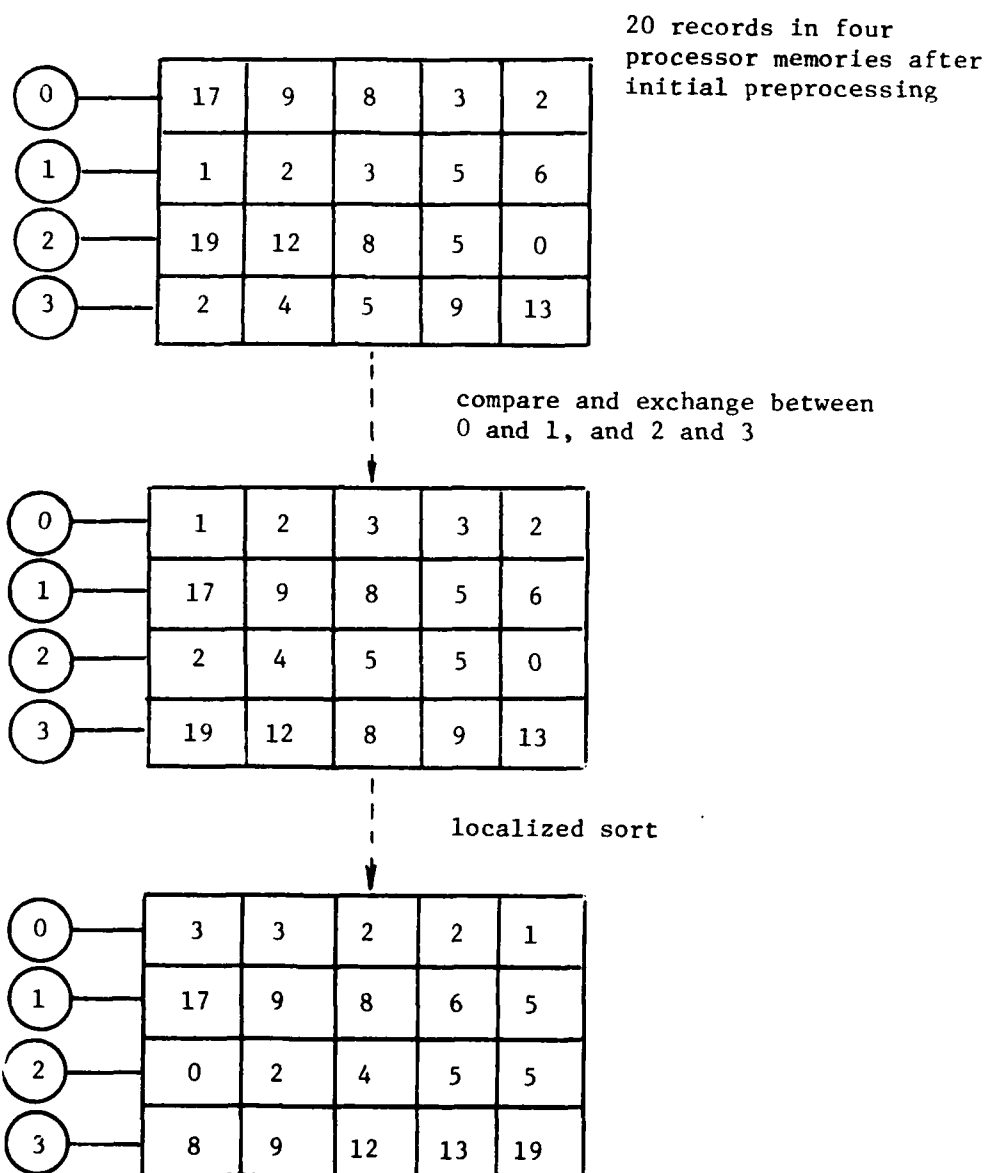 20 records in four
processor memories after
initial preprocessing
0 17 9 8 3 2
1 1 2 3 5 6
2 19 12 8 5 0
3 2 4 5 9 13
compare and exchange between
0 and 1, and 2 and 3
0 1 2 3 3 2
1 17 9 8 5 6
2 2 4 5 5 0
3 19 12 8 9 13
localized sort
0 3 3 2 2 1
1 17 9 8 6 5
2 0 2 4 5 5
3 8 9 12 13 19